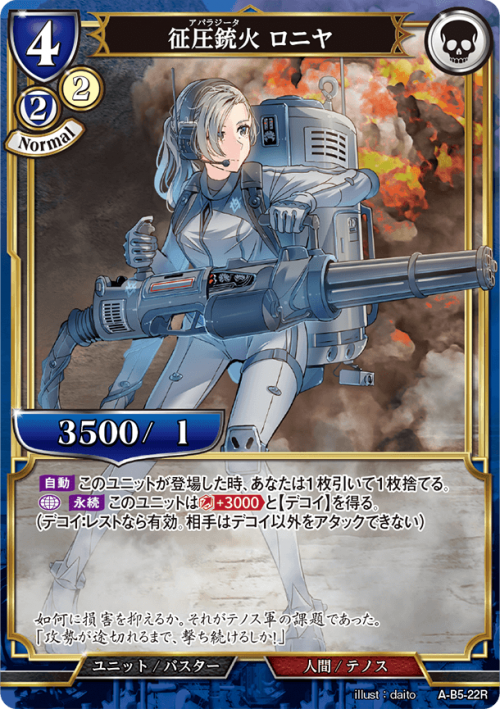 4
アパラジータ
征圧銃火 ロニヤ
2
2
Normal
3500/ 1
自動 このユニットが登場した時、あなたは1枚引いて1枚捨てる。
永続 このユニットは+3000と【デコイ】を得る。
(デコイ:レストなら有効。相手はデコイ以外をアタックできない)
如何に損害を抑えるか。それがテノス軍の課題であった。
「攻勢が途切れるまで、撃ち続けるしか!」
ユニット/バスター
人間/テノス
illust:daito
A-B5-22R